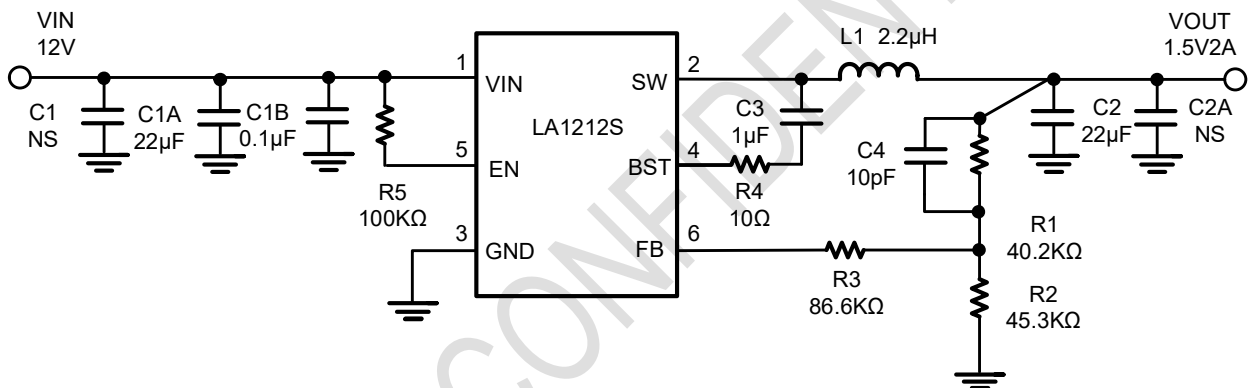 VIN
12V
C1
NS
C1A
22µF
C1B
0.1µF
R5
100KΩ
1
VIN
5
EN
3
GND
LA1212S
2
SW
4
BST
6
FB
L1 2.2µH
C3
1µF
R4
10Ω
C4
10pF
R3
86.6KΩ
R1
40.2KΩ
R2
45.3KΩ
C2
22µF
C2A
NS
VOUT
1.5V2A
CONFIDEN